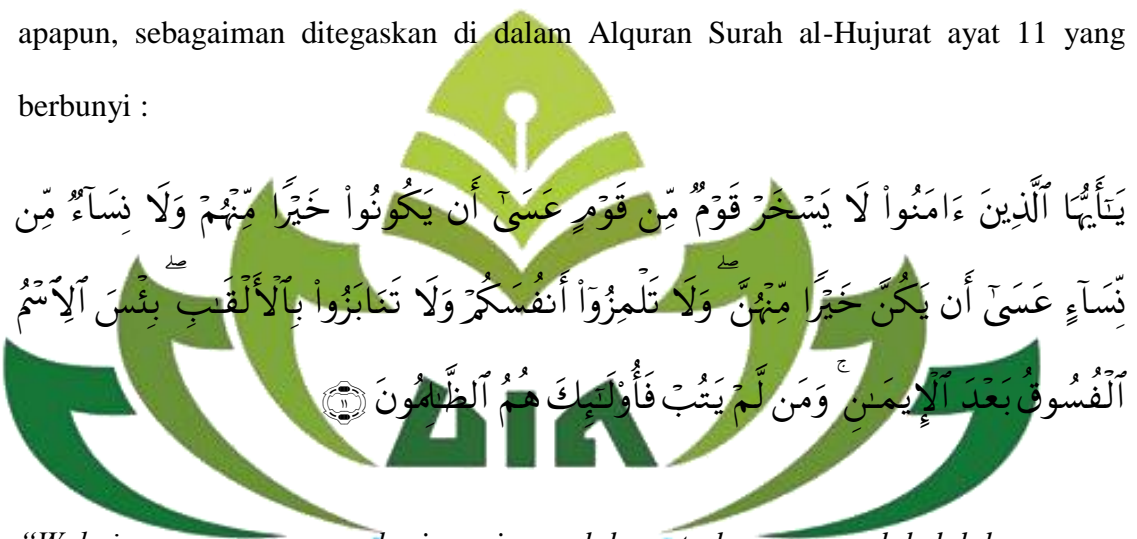 apapun, sebagaiman ditegaskan di dalam Alquran Surah al-Hujurat ayat 11 yang
berbunyi :
يَـٰٓأَيُّهَا ٱلَّذِينَ ءَامَنُوا۟ لَا يَسْخَرْ قَوْمٌ مِّن قَوْمٍ عَسَىٰٓ أَن يَكُونُوا۟ خَيْرًا مِّنْهُمْ وَلَا نِسَآءٌ مِّن
نِّسَآءٍ عَسَىٰٓ أَن يَكُنَّ خَيْرًا مِّنْهُنَّ ۖ وَلَا تَلْمِزُوٓا۟ أَنفُسَكُمْ وَلَا تَنَابَزُوا۟ بِٱلْأَلْقَـٰبِ ۖ بِئْسَ ٱلِٱسْمُ
ٱلْفُسُوقُ بَعْدَ ٱلْإِيمَـٰنِ ۚ وَمَن لَّمْ يَتُبْ فَأُو۟لَـٰٓئِكَ هُمُ ٱلظَّـٰلِمُونَ ﴿١١﴾